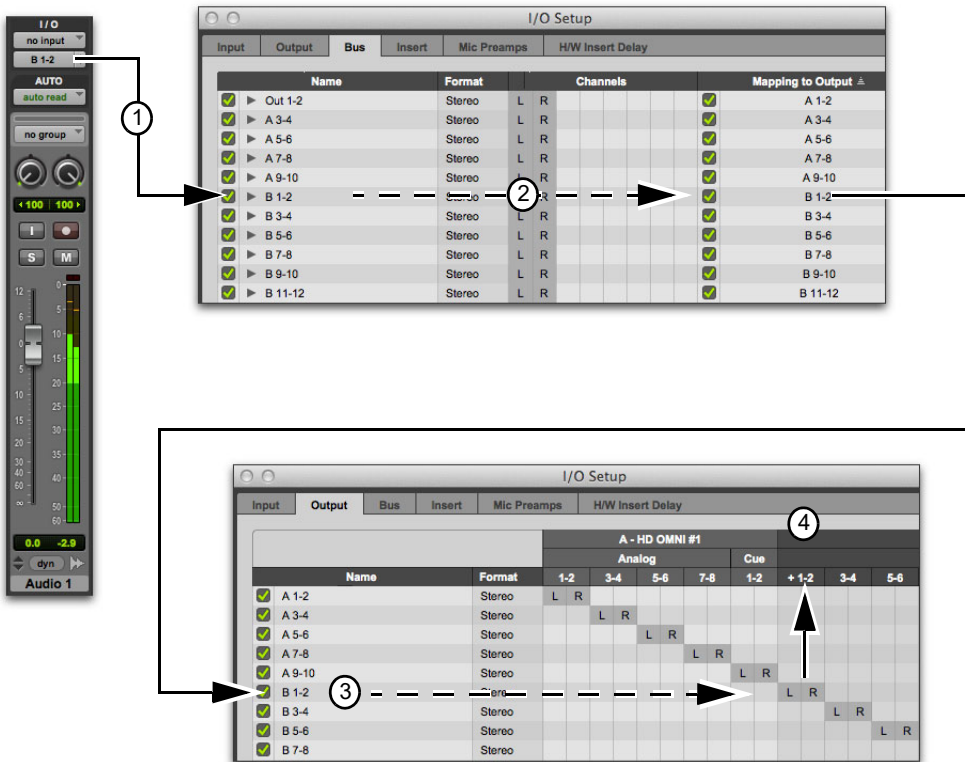 I/O
no input
B 1-2
AUTO
auto read
no group
100 100
I
S M
12
6
0
5
10
15
20
30
40
60
∞
0
5
10
15
20
25
30
35
40
50
60
0.0 -2.9
dyn
Audio 1
1
I/O Setup
Input Output Bus Insert Mic Preamps H/W Insert Delay
Name Format Channels Mapping to Output
Out 1-2 Stereo L R A 1-2
A 3-4 Stereo L R A 3-4
A 5-6 Stereo L R A 5-6
A 7-8 Stereo L R A 7-8
A 9-10 Stereo L R A 9-10
B 1-2 Stereo 2 R B 1-2
B 3-4 Stereo L R B 3-4
B 5-6 Stereo L R B 5-6
B 7-8 Stereo L R B 7-8
B 9-10 Stereo L R B 9-10
B 11-12 Stereo L R B 11-12
I/O Setup
Input Output Bus Insert Mic Preamps H/W Insert Delay
4
A - HD OMNI #1
Analog Cue
Name Format 1-2 3-4 5-6 7-8 1-2 + 1-2 3-4 5-6
A 1-2 Stereo L R
A 3-4 Stereo L R
A 5-6 Stereo L R
A 7-8 Stereo L R
A 9-10 Stereo L R
B 1-2 3 Stereo L R
B 3-4 Stereo L R
B 5-6 Stereo L R
B 7-8 Stereo